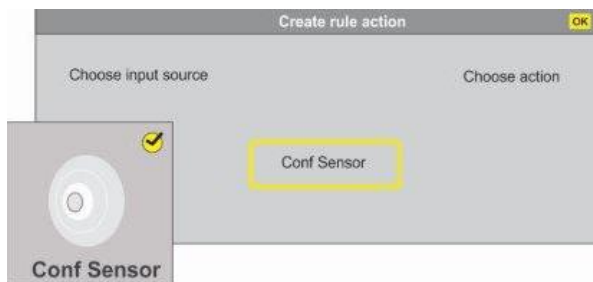 Create rule action
OK
Choose input source
Choose action
Conf Sensor
Conf Sensor